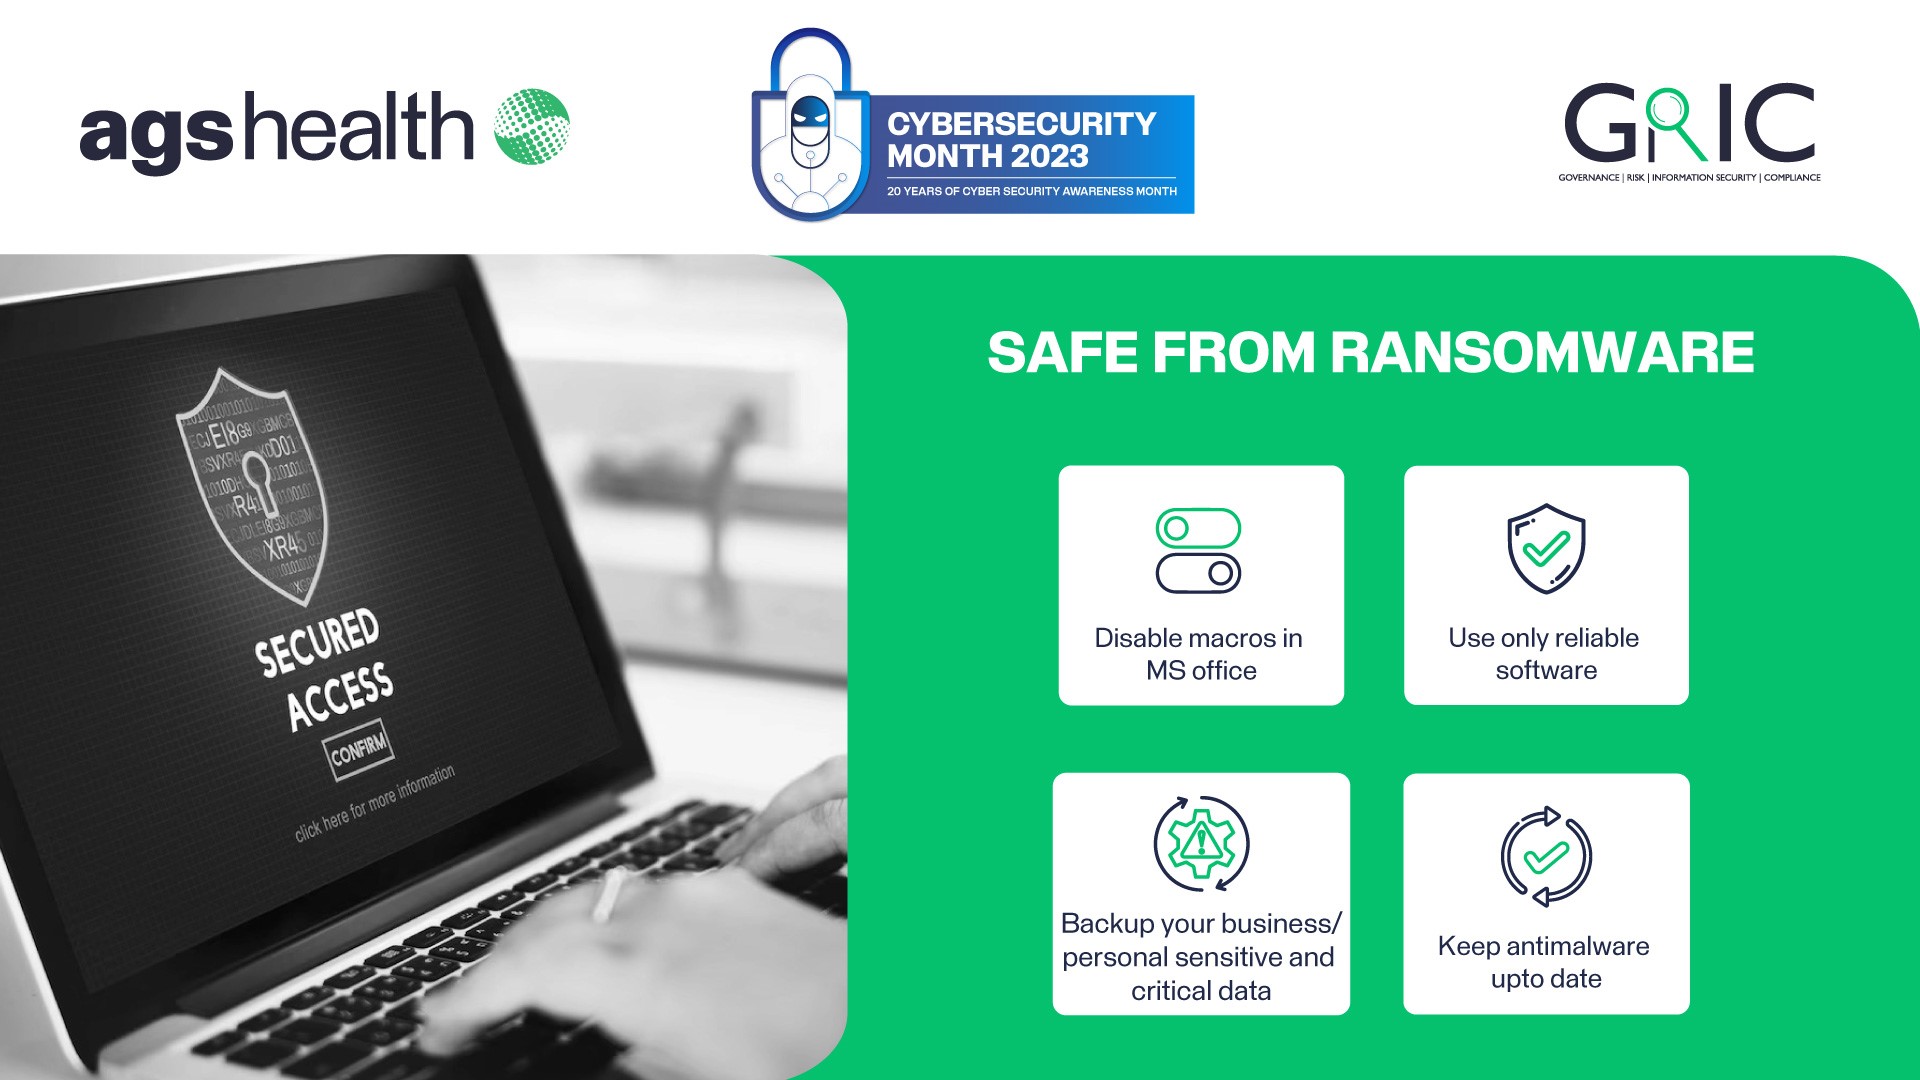 agshealth
CYBERSECURITY
MONTH 2023
20 YEARS OF CYBER SECURITY AWARENESS MONTH
GRIC
GOVERNANCE | RISK | INFORMATION SECURITY | COMPLIANCE
SECURED
ACCESS
CONFIRM
click here for more information
SAFE FROM RANSOMWARE
Disable macros in
MS office
Use only reliable
software
Backup your business/
personal sensitive and
critical data
Keep antimalware
upto date